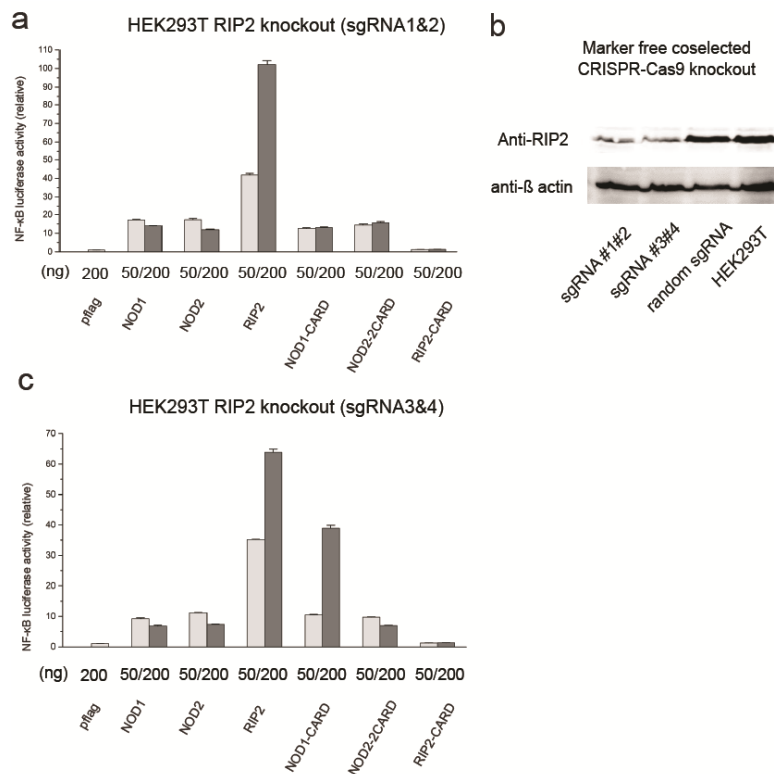 a
HEK293T RIP2 knockout (sgRNA1&2)
NF-κB luciferase activity (relative)
110
100
90
80
70
60
50
40
30
20
10
0
(ng) 200 50/200 50/200 50/200 50/200 50/200 50/200
pflag NOD1 NOD2 RIP2 NOD1-CARD NOD2-2CARD RIP2-CARD
b
Marker free coselected
CRISPR-Cas9 knockout
Anti-RIP2
anti-ß actin
sgRNA #1#2 sgRNA #3#4 random sgRNA HEK293T
c
HEK293T RIP2 knockout (sgRNA3&4)
NF-κB luciferase activity (relative)
70
60
50
40
30
20
10
0
(ng) 200 50/200 50/200 50/200 50/200 50/200 50/200
pflag NOD1 NOD2 RIP2 NOD1-CARD NOD2-2CARD RIP2-CARD